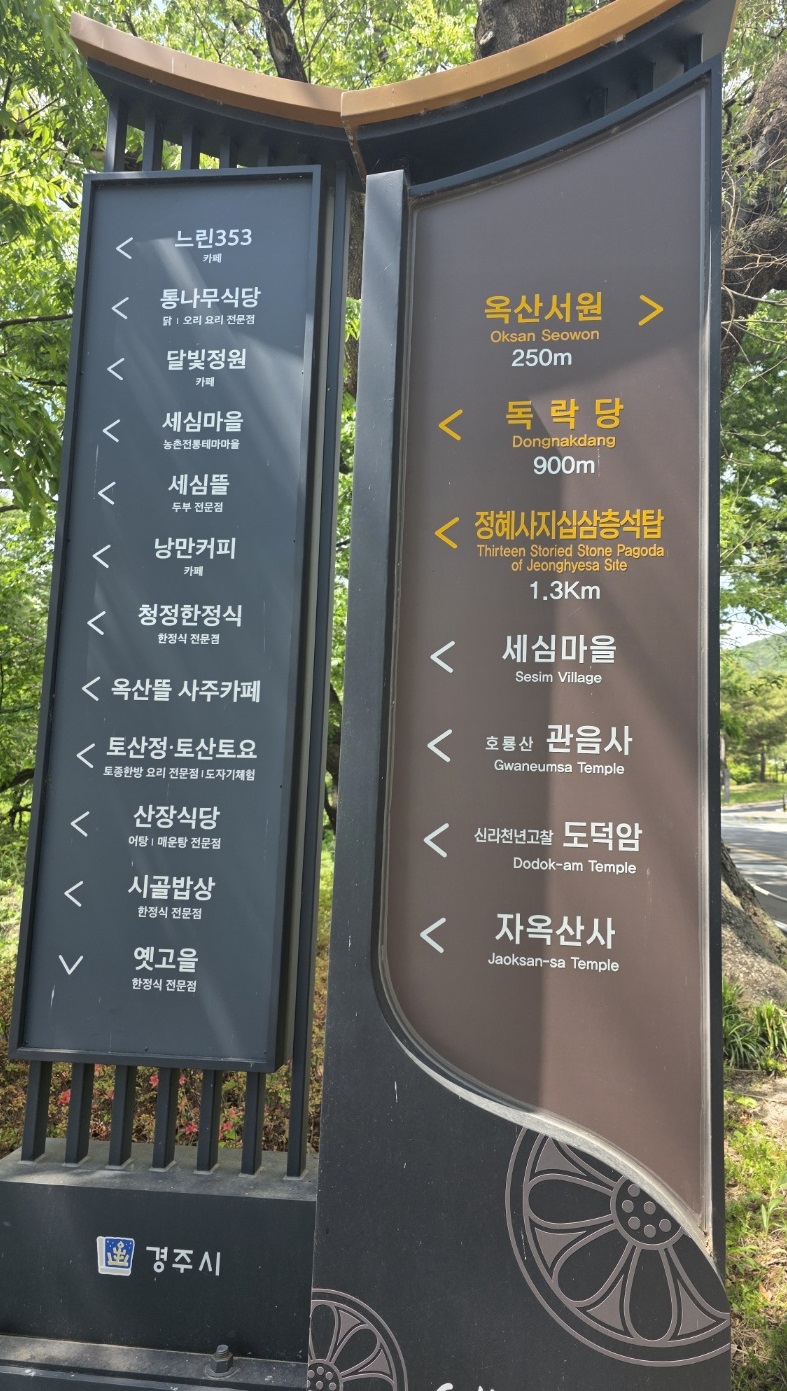 느린353
카페
통나무식당
닭 | 오리 요리 전문점
달빛정원
카페
세심마을
농촌전통테마마을
세심뜰
두부 전문점
낭만커피
카페
청정한정식
한정식 전문점
옥산뜰 사주카페
토산정·토산토요
토종한방 요리 전문점 | 도자기체험
산장식당
어탕 | 매운탕 전문점
시골밥상
한정식 전문점
옛고을
한정식 전문점
경주시
옥산서원
Oksan Seowon
250m
독락당
Dongnakdang
900m
정혜사지십삼층석탑
Thirteen Storied Stone Pagoda
of Jeonghyesa Site
1.3Km
세심마을
Sesim Village
호룡산 관음사
Gwaneumsa Temple
신라천년고찰 도덕암
Dodok-am Temple
자옥산사
Jaoksan-sa Temple